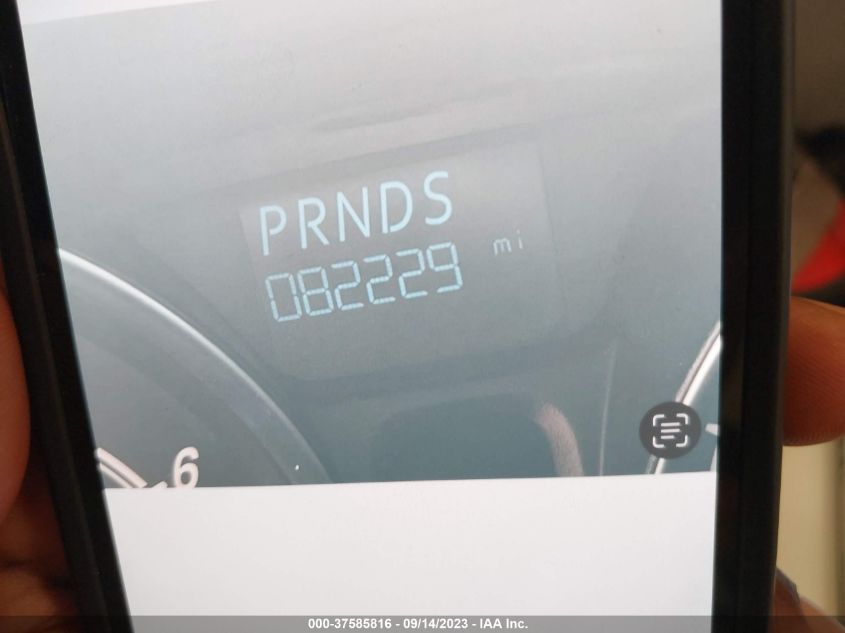 PRNDS
082229 mi
6
000-37585816 - 09/14/2023 - IAA Inc.